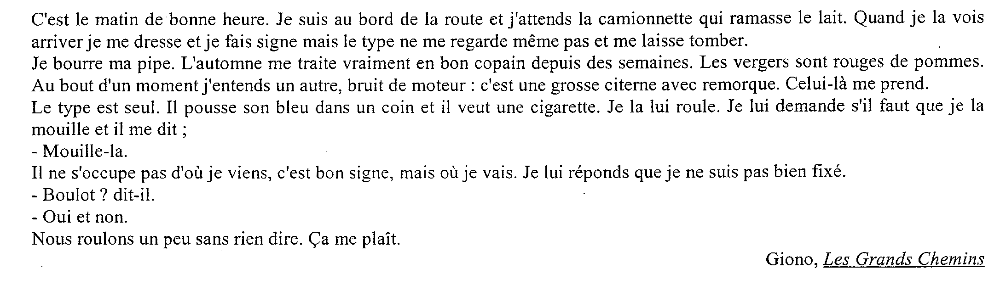 C'est le matin de bonne heure. Je suis au bord de la route et j'attends la camionnette qui ramasse le lait. Quand je la vois
arriver je me dresse et je fais signe mais le type ne me regarde même pas et me laisse tomber.
Je bourre ma pipe. L'automne me traite vraiment en bon copain depuis des semaines. Les vergers sont rouges de pommes.
Au bout d'un moment j'entends un autre, bruit de moteur : c'est une grosse citerne avec remorque. Celui-là me prend.
Le type est seul. Il pousse son bleu dans un coin et il veut une cigarette. Je la lui roule. Je lui demande s'il faut que je la
mouille et il me dit ;
- Mouille-la.
Il ne s'occupe pas d'où je viens, c'est bon signe, mais où je vais. Je lui réponds que je ne suis pas bien fixé.
- Boulot ? dit-il.
- Oui et non.
Nous roulons un peu sans rien dire. Ça me plaît.
Giono, Les Grands Chemins